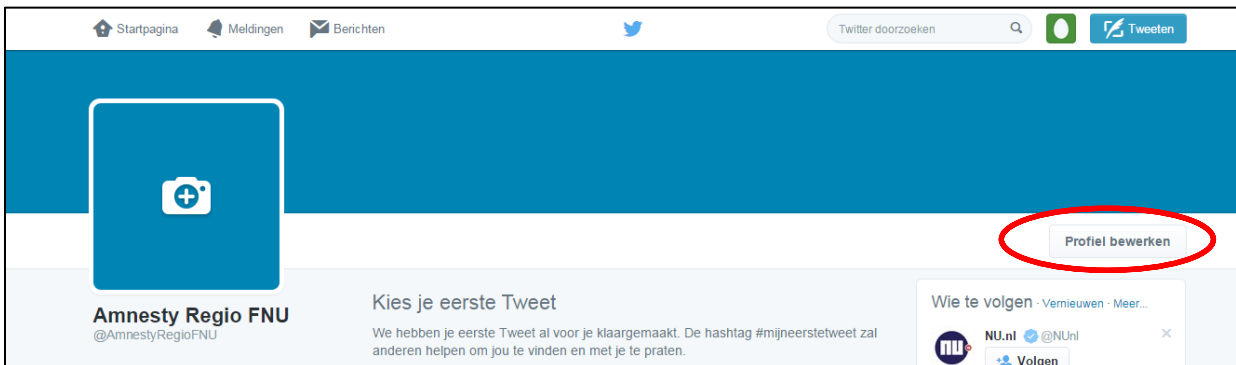 Startpagina Meldingen Berichten Twitter doorzoeken Tweeten
Profiel bewerken
Amnesty Regio FNU
@AmnestyRegioFNU
Kies je eerste Tweet
We hebben je eerste Tweet al voor je klaargemaakt. De hashtag #mijneerstetweet zal
anderen helpen om jou te vinden en met je te praten.
Wie te volgen · Vernieuwen · Meer...
NU
NU.nl @NUnl
Volgen